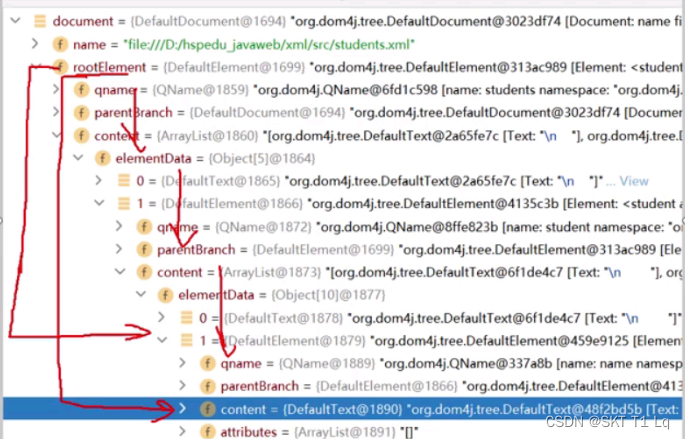 document = {DefaultDocument@1694} "org.dom4j.tree.DefaultDocument@3023df74 [Document: name fi
f name = "file:///D:/hspedu_javaweb/xml/src/students.xml"
f rootElement = {DefaultElement@1699} "org.dom4j.tree.DefaultElement@313ac989 [Element: <student
f qname = {QName@1859} "org.dom4j.QName@6fd1c598 [name: students namespace: "org.dom4j.
f parentBranch = {DefaultDocument@1694} "org.dom4j.tree.DefaultDocument@3023df74 [Documen
f content = {ArrayList@1860} "[org.dom4j.tree.DefaultText@2a65fe7c [Text: "\n    "], org.dom4j.tree.D
f elementData = {Object[5]@1864}
0 = {DefaultText@1865} "org.dom4j.tree.DefaultText@2a65fe7c [Text: "\n    "]"... View
1 = {DefaultElement@1866} "org.dom4j.tree.DefaultElement@4135c3b [Element: <student a
f qname = {QName@1872} "org.dom4j.QName@8ffe823b [name: student namespace: "or
f parentBranch = {DefaultElement@1699} "org.dom4j.tree.DefaultElement@313ac989 [Ele
f content = {ArrayList@1873} "[org.dom4j.tree.DefaultText@6f1de4c7 [Text: "\n        "], org.d
f elementData = {Object[10]@1877}
0 = {DefaultText@1878} "org.dom4j.tree.DefaultText@6f1de4c7 [Text: "\n        "]"
1 = {DefaultElement@1879} "org.dom4j.tree.DefaultElement@459e9125 [Elemen
f qname = {QName@1889} "org.dom4j.QName@337a8b [name: name namesp
f parentBranch = {DefaultElement@1866} "org.dom4j.tree.DefaultElement@413
f content = {DefaultText@1890} "org.dom4j.tree.DefaultText@48f2bd5b [Text:
f attributes = {ArrayList@1891} "[]"
CSDN @SKT T1 Lq